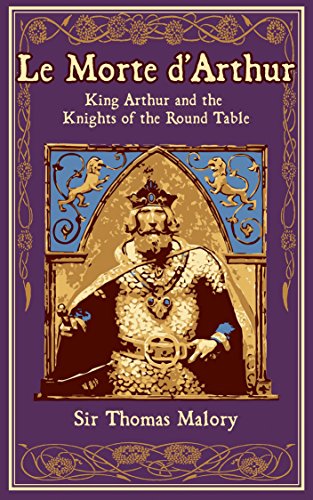 Le Morte d'Arthur
King Arthur and the
Knights of the Round Table
Sir Thomas Malory